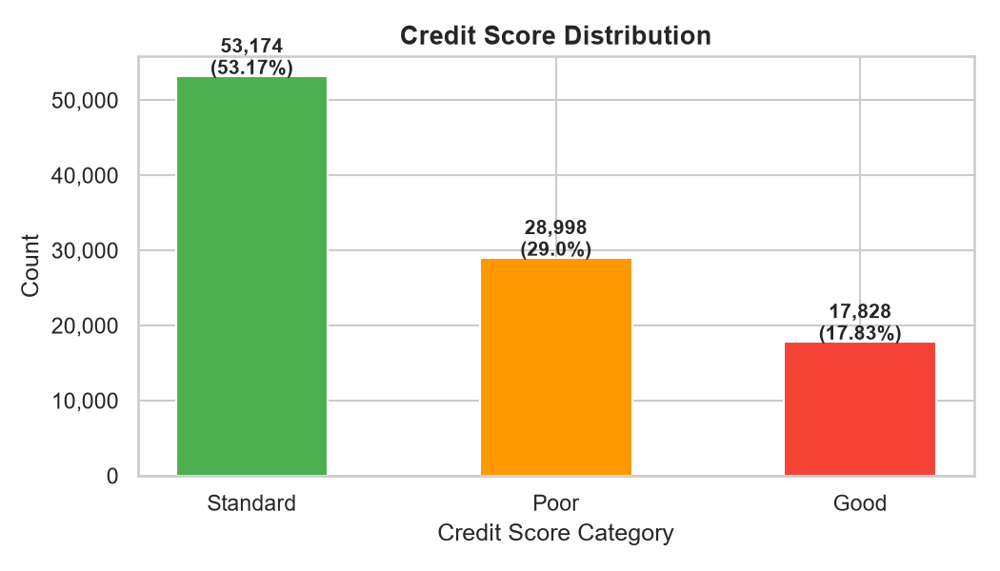 Credit Score Distribution
53,174
(53.17%)
28,998
(29.0%)
17,828
(17.83%)
50,000
40,000
30,000
20,000
10,000
0
Count
Standard
Poor
Good
Credit Score Category